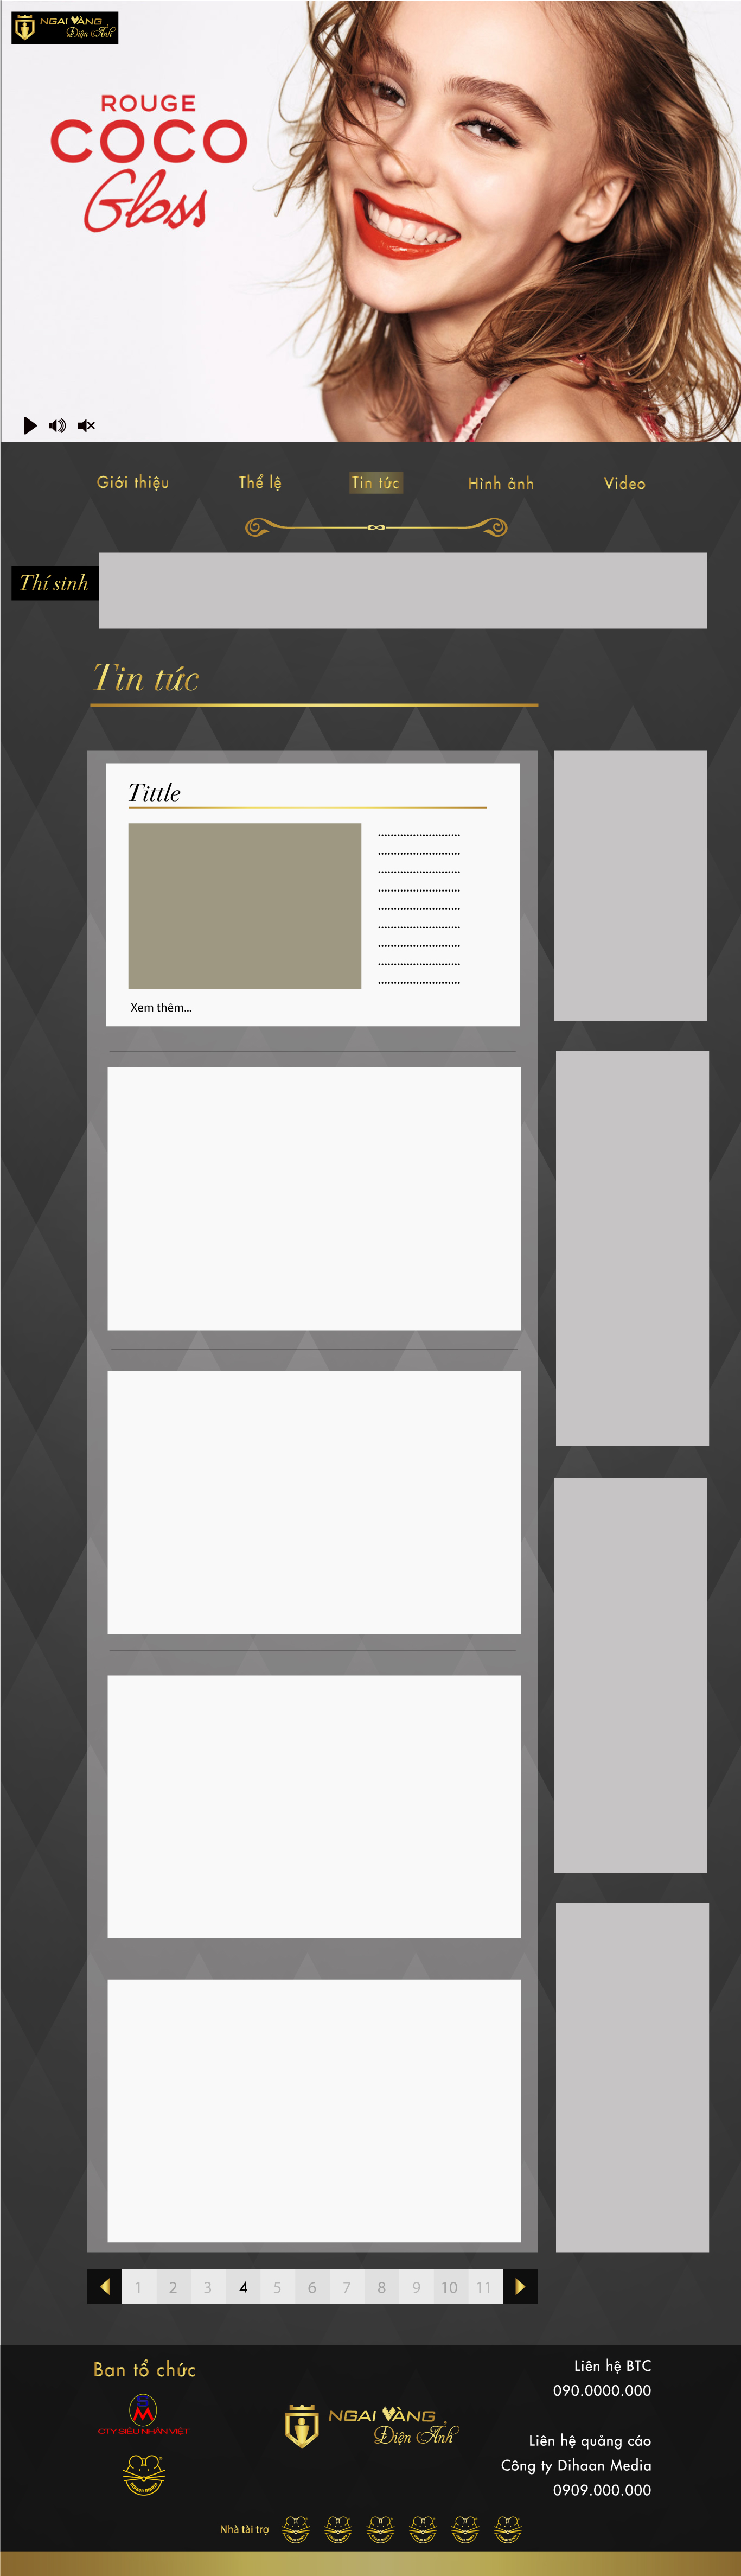 NGAI VÀNG
Điện Ảnh
ROUGE
COCO
Gloss
Giới thiệu
Thể lệ
Tin tức
Hình ảnh
Video
Thí sinh
Tin tức
Tittle
Xem thêm...
1 2 3 4 5 6 7 8 9 10 11
Ban tổ chức
CTY SIÊU NHÂN VIỆT
Dihaan Media
NGAI VÀNG
Điện Ảnh
Liên hệ BTC
090.0000.000
Liên hệ quảng cáo
Công ty Dihaan Media
0909.000.000
Nhà tài trợ